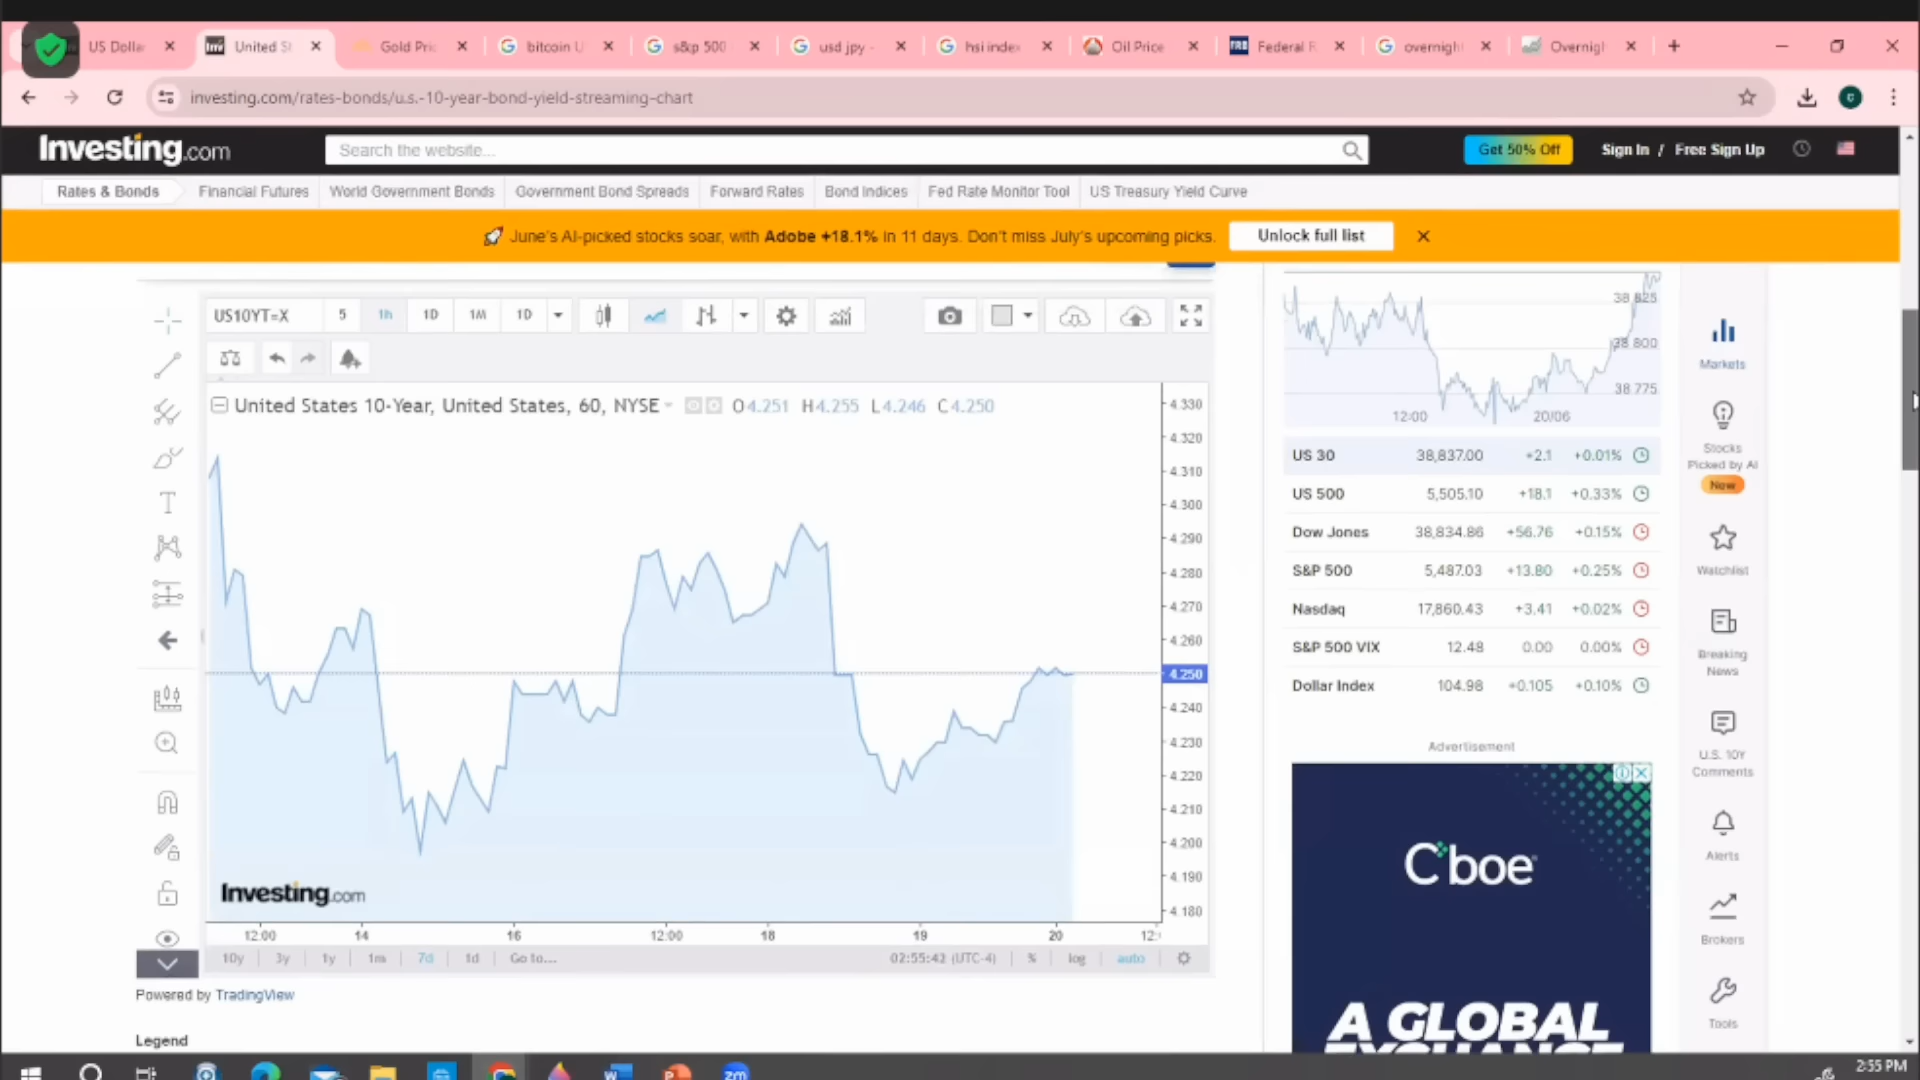 US Dolla
United St
Gold Pric
bitcoin U
s&p 500
usd jpy -
hsi index
Oil Price
FRB
Federal R
overnight
Overnigh
investing.com/rates-bonds/u.s.-10-year-bond-yield-streaming-chart
Investing.com
Search the website...
Get 50% Off
Sign In / Free Sign Up
Rates & Bonds
Financial Futures
World Government Bonds
Government Bond Spreads
Forward Rates
Bond Indices
Fed Rate Monitor Tool
US Treasury Yield Curve
June's AI-picked stocks soar, with Adobe +18.1% in 11 days. Don't miss July's upcoming picks.
Unlock full list
US10YT=X 5 1h 1D 1M 1D
United States 10-Year, United States, 60, NYSE O4.251 H4.255 L4.246 C4.250
4.330
4.320
4.310
4.300
4.290
4.280
4.270
4.260
4.250
4.240
4.230
4.220
4.210
4.200
4.190
4.180
Investing.com
12:00 14 16 12:00 18 19 20 12:
10y 3y 1y 1m 7d 1d Go to...
02:55:42 (UTC-4) % log auto
Powered by TradingView
Legend
38 825
38 800
38 775
12:00 20/06
US 30 38,837.00 +2.1 +0.01%
US 500 5,505.10 +18.1 +0.33%
Dow Jones 38,834.86 +56.76 +0.15%
S&P 500 5,487.03 +13.80 +0.25%
Nasdaq 17,860.43 +3.41 +0.02%
S&P 500 VIX 12.48 0.00 0.00%
Dollar Index 104.98 +0.105 +0.10%
Advertisement
Cboe
A GLOBAL
EXCHANGE
Markets
Stocks
Picked by AI
New
Watchlist
Breaking
News
U.S. 10Y
Comments
Alerts
Brokers
Tools
zm
2:55 PM